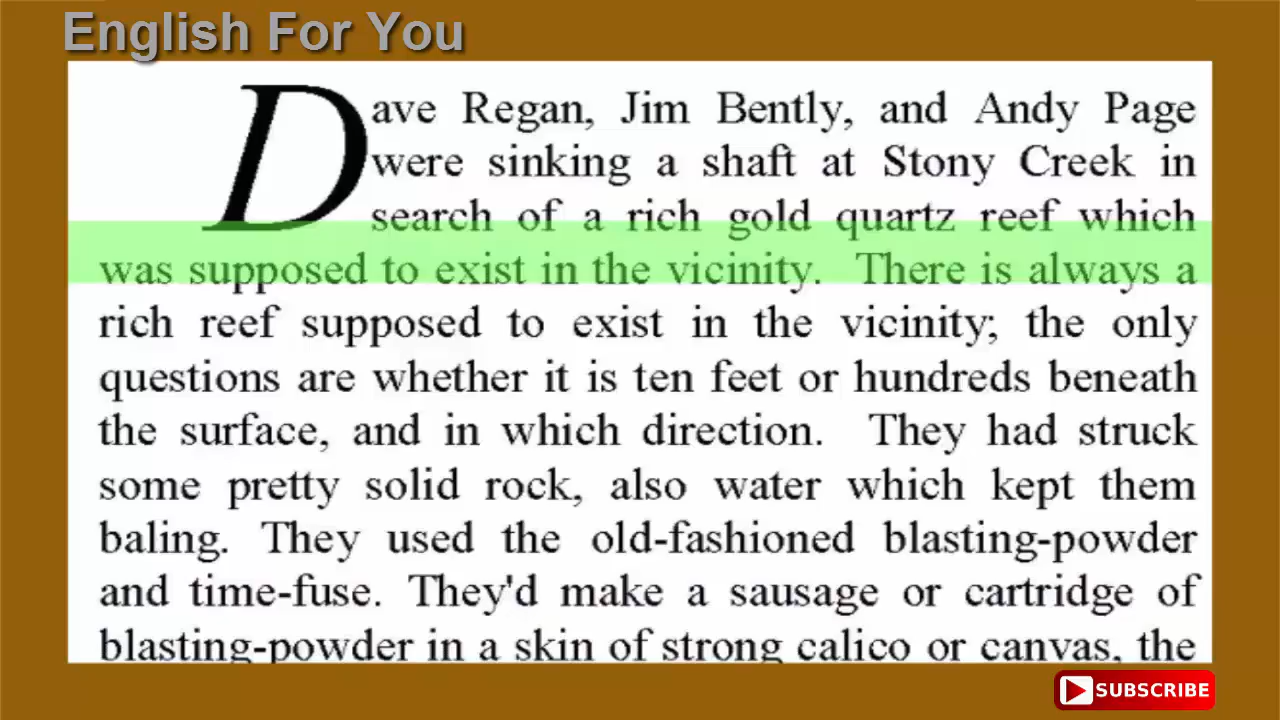 English For You
Dave Regan, Jim Bently, and Andy Page
were sinking a shaft at Stony Creek in
search of a rich gold quartz reef which
was supposed to exist in the vicinity. There is always a
rich reef supposed to exist in the vicinity; the only
questions are whether it is ten feet or hundreds beneath
the surface, and in which direction. They had struck
some pretty solid rock, also water which kept them
baling. They used the old-fashioned blasting-powder
and time-fuse. They'd make a sausage or cartridge of
blasting-powder in a skin of strong calico or canvas, the
SUBSCRIBE